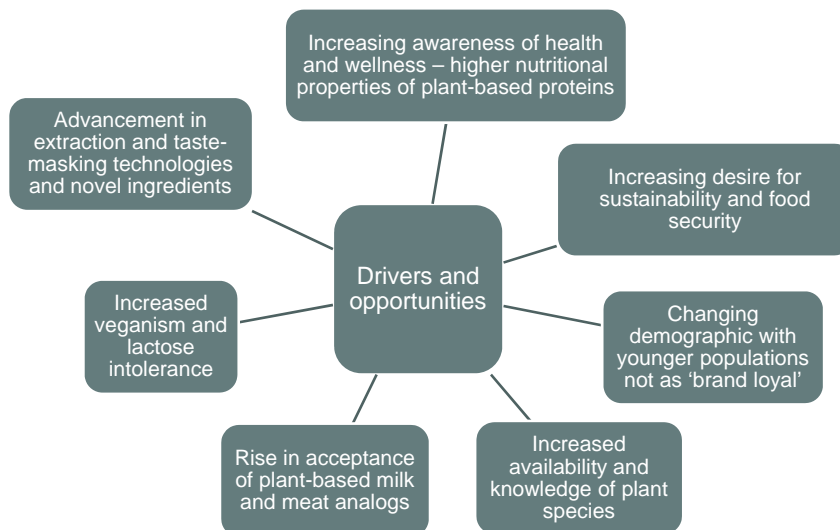 Increasing awareness of health
and wellness – higher nutritional
properties of plant-based proteins
Advancement in
extraction and taste-
masking technologies
and novel ingredients
Increasing desire for
sustainability and food
security
Drivers and
opportunities
Increased
veganism and
lactose
intolerance
Changing
demographic with
younger populations
not as ‘brand loyal’
Rise in acceptance
of plant-based milk
and meat analogs
Increased
availability and
knowledge of plant
species